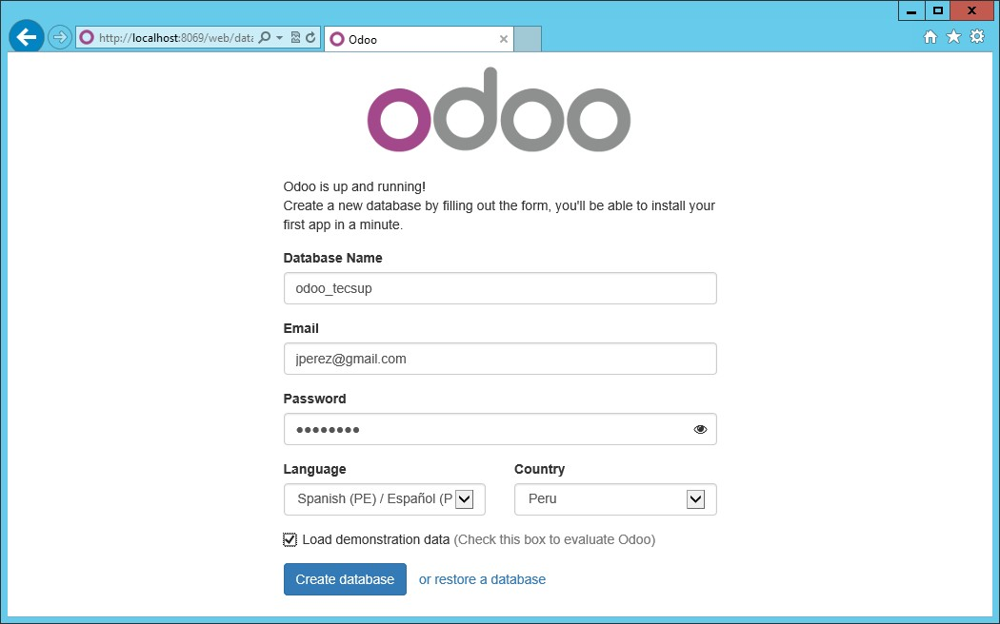 http://localhost:8069/web/data
Odoo
odoo
Odoo is up and running!
Create a new database by filling out the form, you'll be able to install your
first app in a minute.
Database Name
odoo_tecsup
Email
jperez@gmail.com
Password
Language
Country
Spanish (PE) / Español (P
Peru
Load demonstration data (Check this box to evaluate Odoo)
Create database
or restore a database